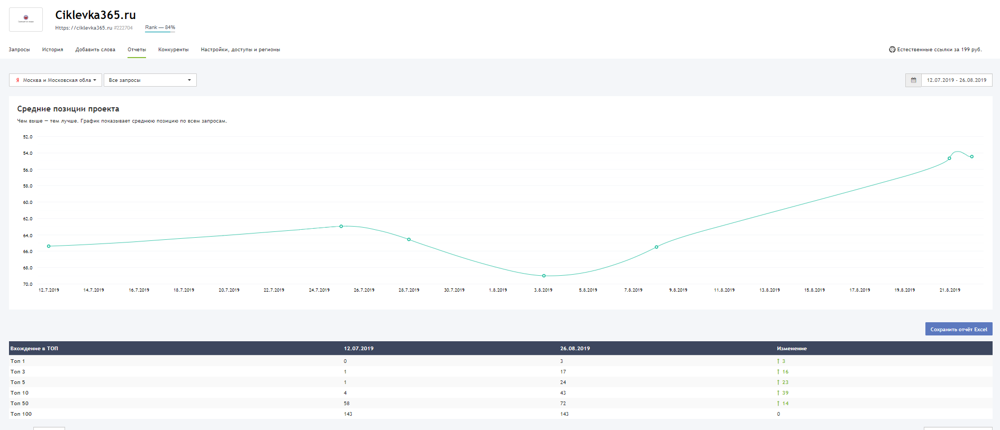 Ciklevka365.ru
Https://ciklevka365.ru #222704 Rank — 84%
Запросы История Добавить слова Отчеты Конкуренты Настройки, доступы и регионы Естественные ссылки за 199 руб.
Я Москва и Московская обла Все запросы 12.07.2019 - 26.08.2019
Средние позиции проекта
Чем выше — тем лучше. График показывает среднюю позицию по всем запросам.
52.0
54.0
56.0
58.0
60.0
62.0
64.0
66.0
68.0
70.0
12.7.2019 14.7.2019 16.7.2019 18.7.2019 20.7.2019 22.7.2019 24.7.2019 26.7.2019 28.7.2019 30.7.2019 1.8.2019 3.8.2019 5.8.2019 7.8.2019 9.8.2019 11.8.2019 13.8.2019 15.8.2019 17.8.2019 19.8.2019 21.8.2019
Сохранить отчёт Excel
Вхождение в ТОП 12.07.2019 26.08.2019 Изменение
Топ 1 0 3 ↑ 3
Топ 3 1 17 ↑ 16
Топ 5 1 24 ↑ 23
Топ 10 4 43 ↑ 39
Топ 50 58 72 ↑ 14
Топ 100 143 143 0